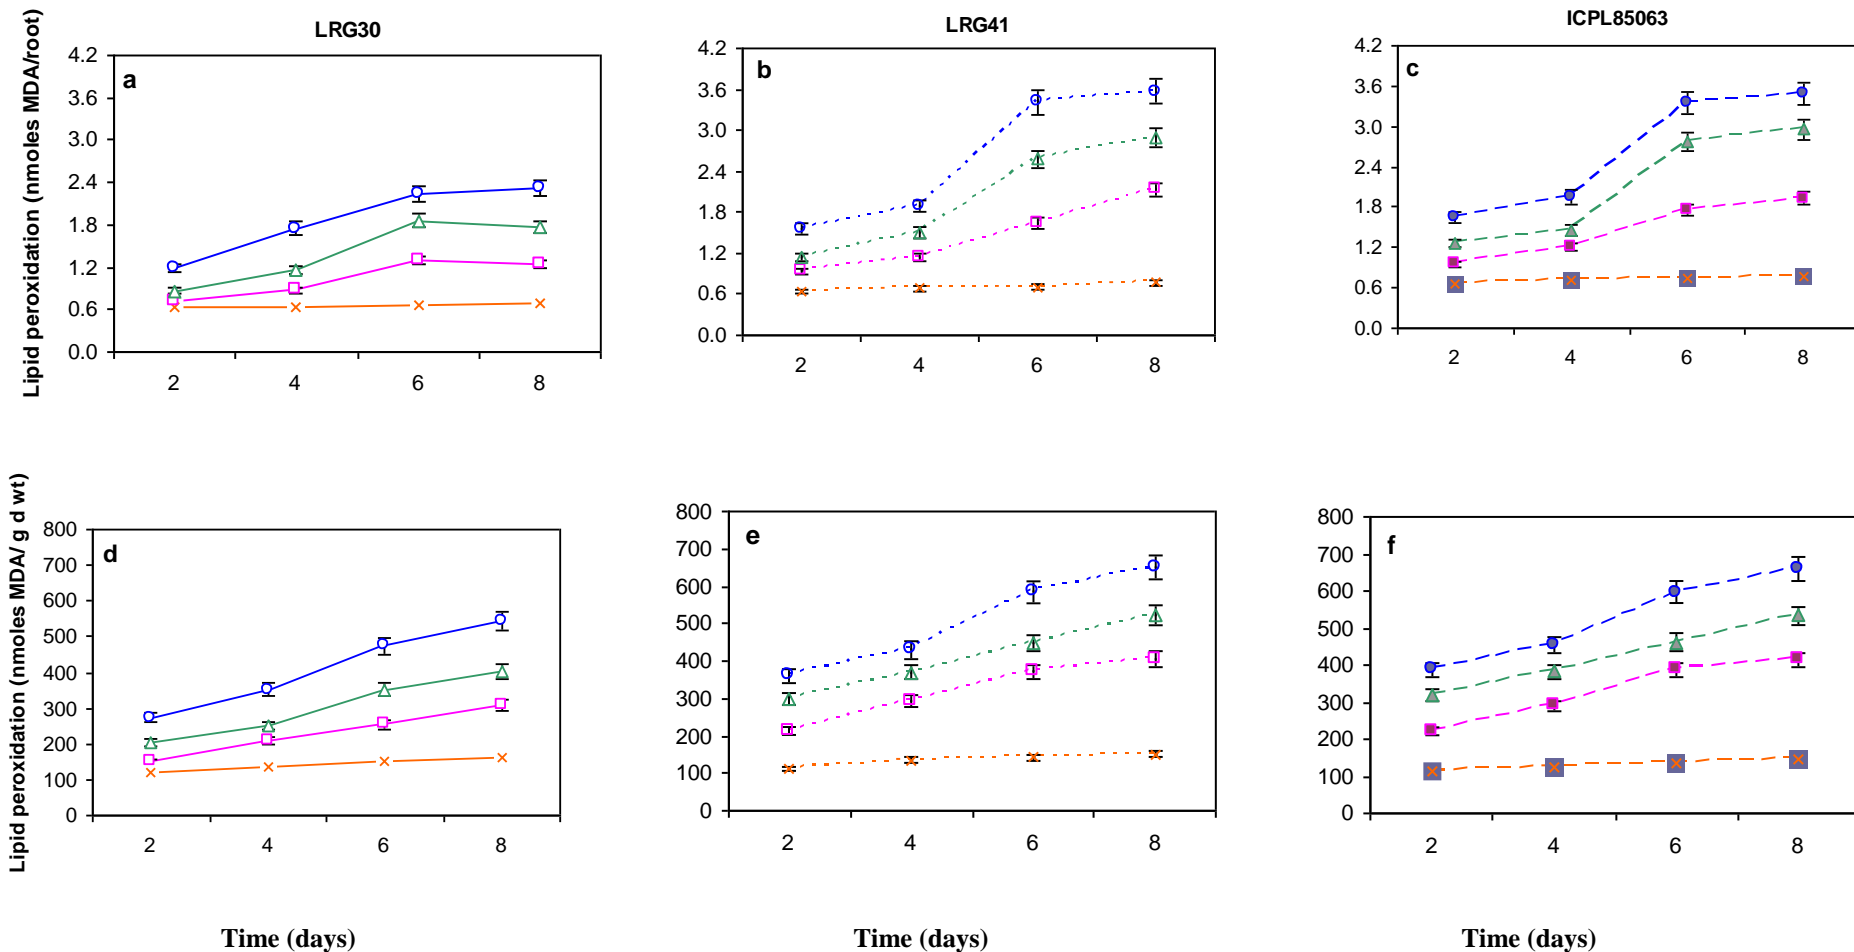 LRG30
LRG41
ICPL85063
Lipid peroxidation (nmoles MDA/root)
a
4.2
3.6
3.0
2.4
1.8
1.2
0.6
0.0
2 4 6 8
b
4.2
3.6
3.0
2.4
1.8
1.2
0.6
0.0
2 4 6 8
c
4.2
3.6
3.0
2.4
1.8
1.2
0.6
0.0
2 4 6 8
Lipid peroxidation (nmoles MDA/ g d wt)
d
800
700
600
500
400
300
200
100
0
2 4 6 8
e
800
700
600
500
400
300
200
100
0
2 4 6 8
f
800
700
600
500
400
300
200
100
0
2 4 6 8
Time (days)
Time (days)
Time (days)